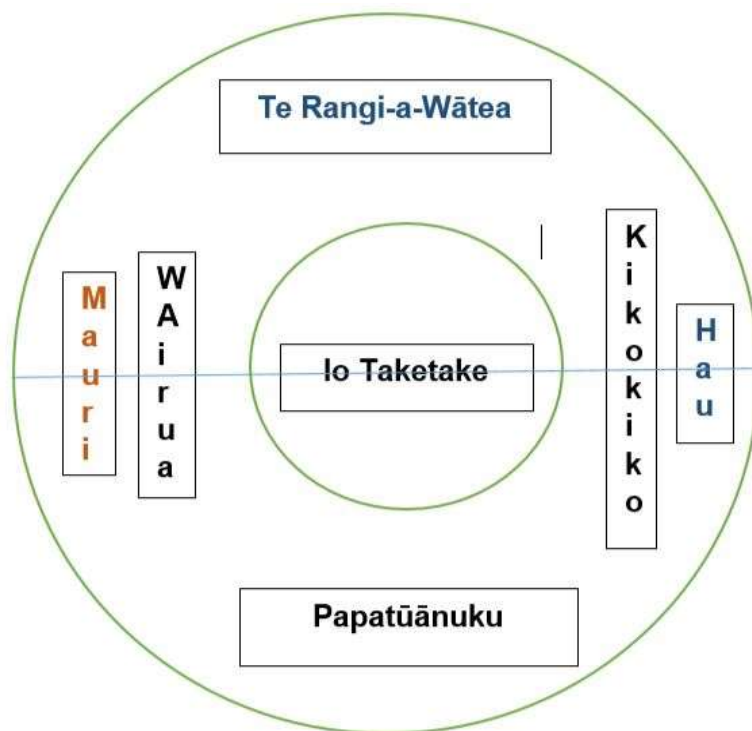 Te Rangi-a-Wātea
Mauri
WAirua
Io Taketake
Kikokiko
Hau
Papatūānuku